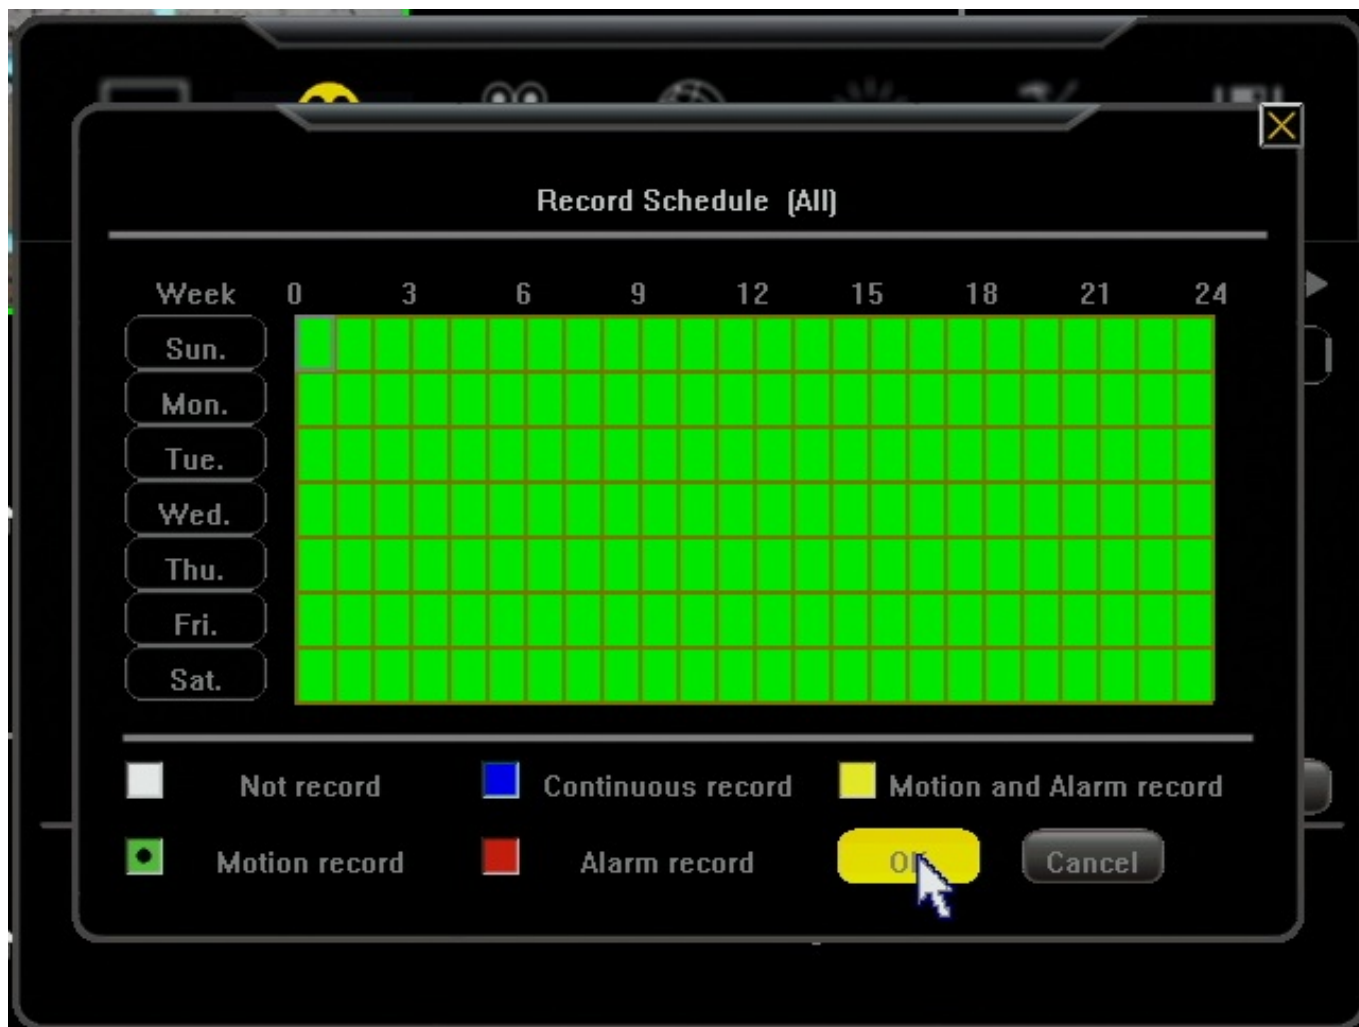 Record Schedule (All)
Week 0 3 6 9 12 15 18 21 24
Sun.
Mon.
Tue.
Wed.
Thu.
Fri.
Sat.
Not record Continuous record Motion and Alarm record
Motion record Alarm record Cancel